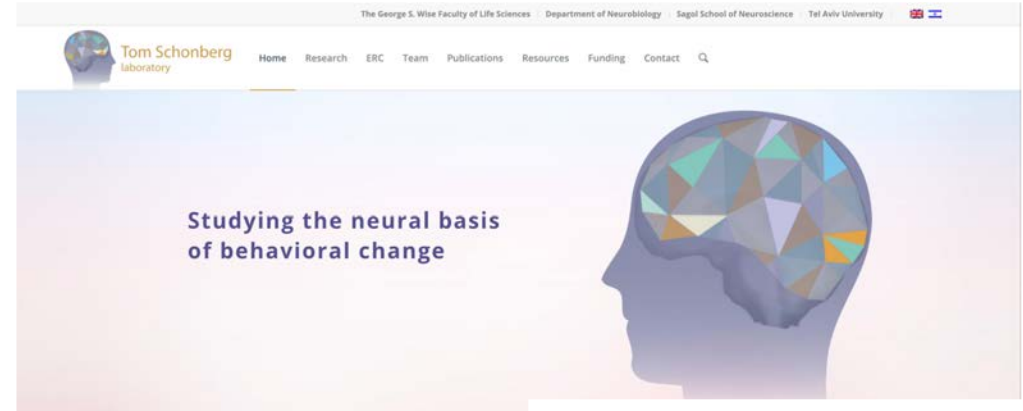 The George S. Wise Faculty of Life Sciences Department of Neurobiology Sagol School of Neuroscience Tel Aviv University
Tom Schonberg
laboratory
Home Research ERC Team Publications Resources Funding Contact
Studying the neural basis
of behavioral change